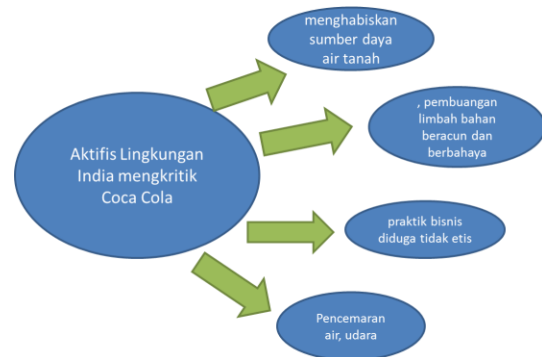 menghabiskan
sumber daya
air tanah
, pembuangan
limbah bahan
beracun dan
berbahaya
Aktifis Lingkungan
India mengkritik
Coca Cola
praktik bisnis
diduga tidak etis
Pencemaran
air, udara